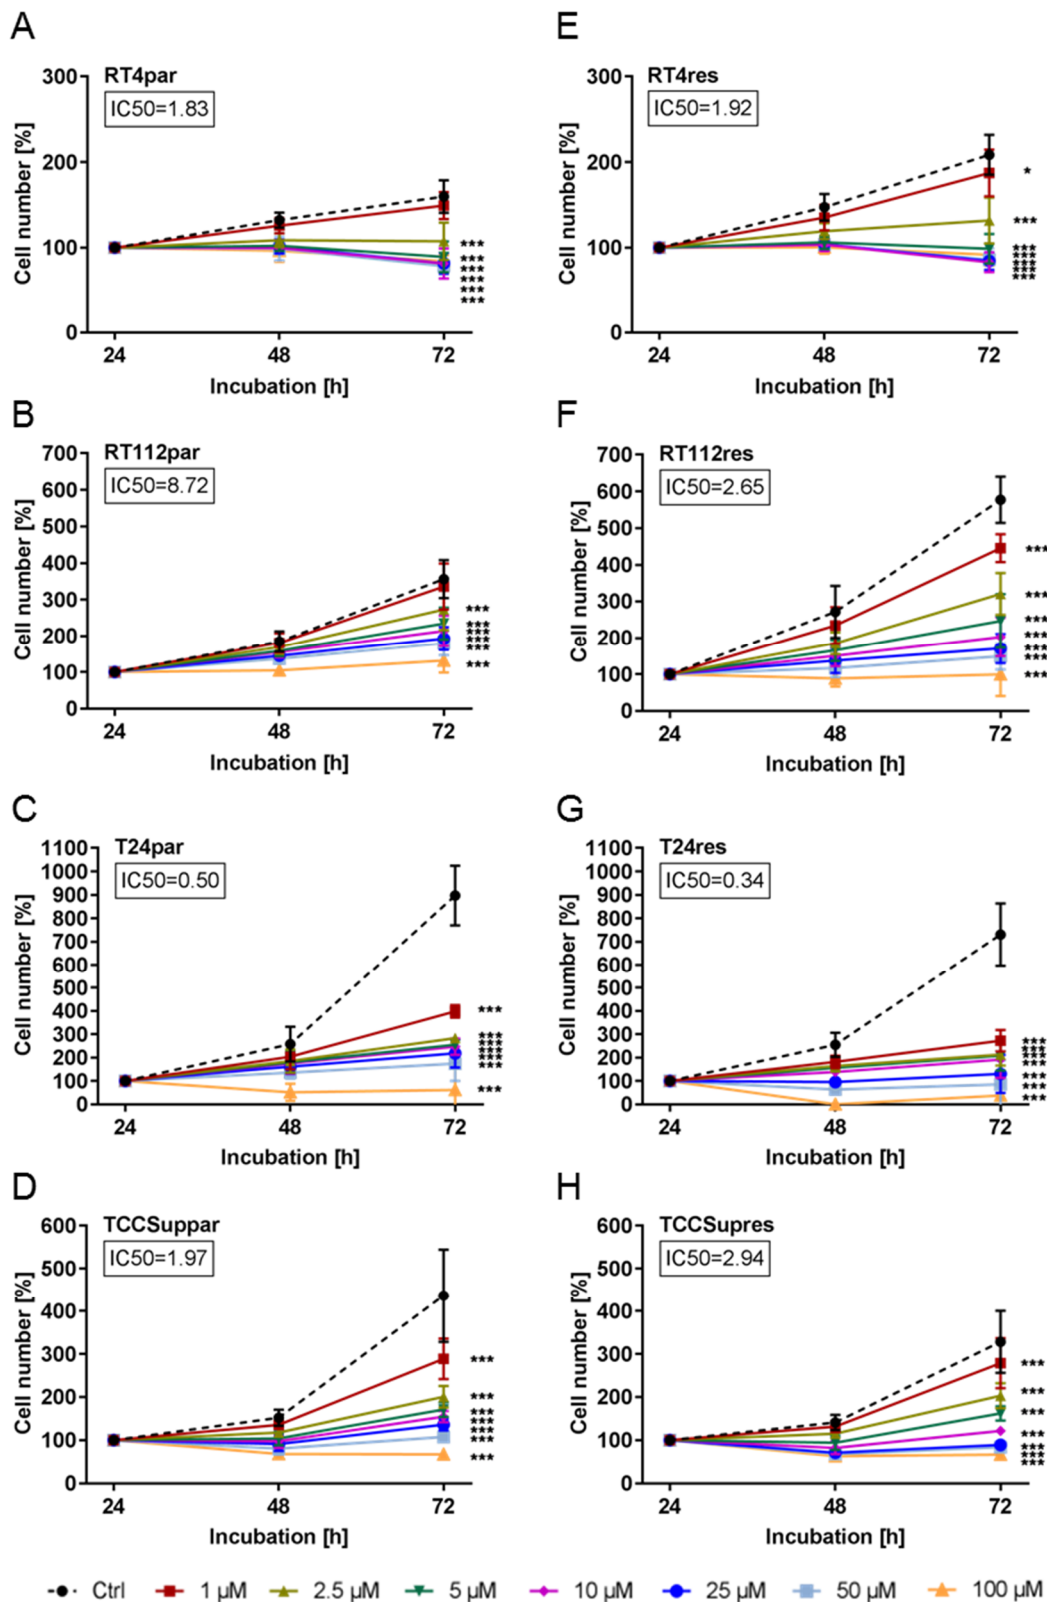 A
RT4par
IC50=1.83
Cell number [%]
300
200
100
0
24 48 72
Incubation [h]
***
***
***
***
***
***
E
RT4res
IC50=1.92
Cell number [%]
300
200
100
0
24 48 72
Incubation [h]
*
***
***
***
***
***
***
B
RT112par
IC50=8.72
Cell number [%]
700
600
500
400
300
200
100
0
24 48 72
Incubation [h]
***
***
***
***
***
***
F
RT112res
IC50=2.65
Cell number [%]
700
600
500
400
300
200
100
0
24 48 72
Incubation [h]
***
***
***
***
***
***
***
C
T24par
IC50=0.50
Cell number [%]
1100
1000
900
800
700
600
500
400
300
200
100
0
24 48 72
Incubation [h]
***
***
***
***
***
***
***
G
T24res
IC50=0.34
Cell number [%]
1100
1000
900
800
700
600
500
400
300
200
100
0
24 48 72
Incubation [h]
***
***
***
***
***
***
***
D
TCCSuppar
IC50=1.97
Cell number [%]
600
500
400
300
200
100
0
24 48 72
Incubation [h]
***
***
***
***
***
***
***
H
TCCSupres
IC50=2.94
Cell number [%]
600
500
400
300
200
100
0
24 48 72
Incubation [h]
***
***
***
***
***
***
***
Ctrl 1 µM 2.5 µM 5 µM 10 µM 25 µM 50 µM 100 µM